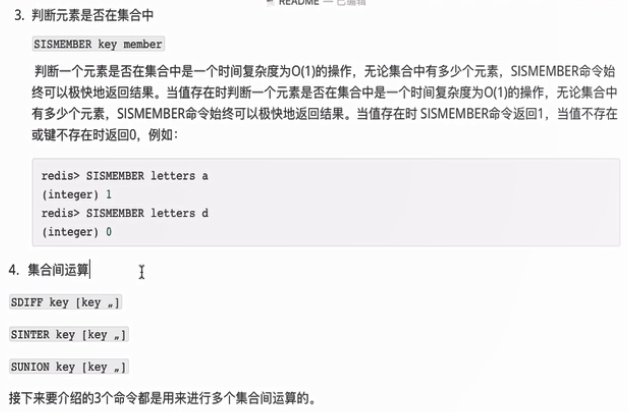 README — 已编辑
3. 判断元素是否在集合中
SISMEMBER key member
判断一个元素是否在集合中是一个时间复杂度为O(1)的操作，无论集合中有多少个元素，SISMEMBER命令始
终可以极快地返回结果。当值存在时判断一个元素是否在集合中是一个时间复杂度为O(1)的操作，无论集合中
有多少个元素，SISMEMBER命令始终可以极快地返回结果。当值存在时 SISMEMBER命令返回1，当值不存在
或键不存在时返回0，例如：
redis> SISMEMBER letters a
(integer) 1
redis> SISMEMBER letters d
(integer) 0
4. 集合间运算
SDIFF key [key „]
SINTER key [key „]
SUNION key [key „]
接下来要介绍的3个命令都是用来进行多个集合间运算的。